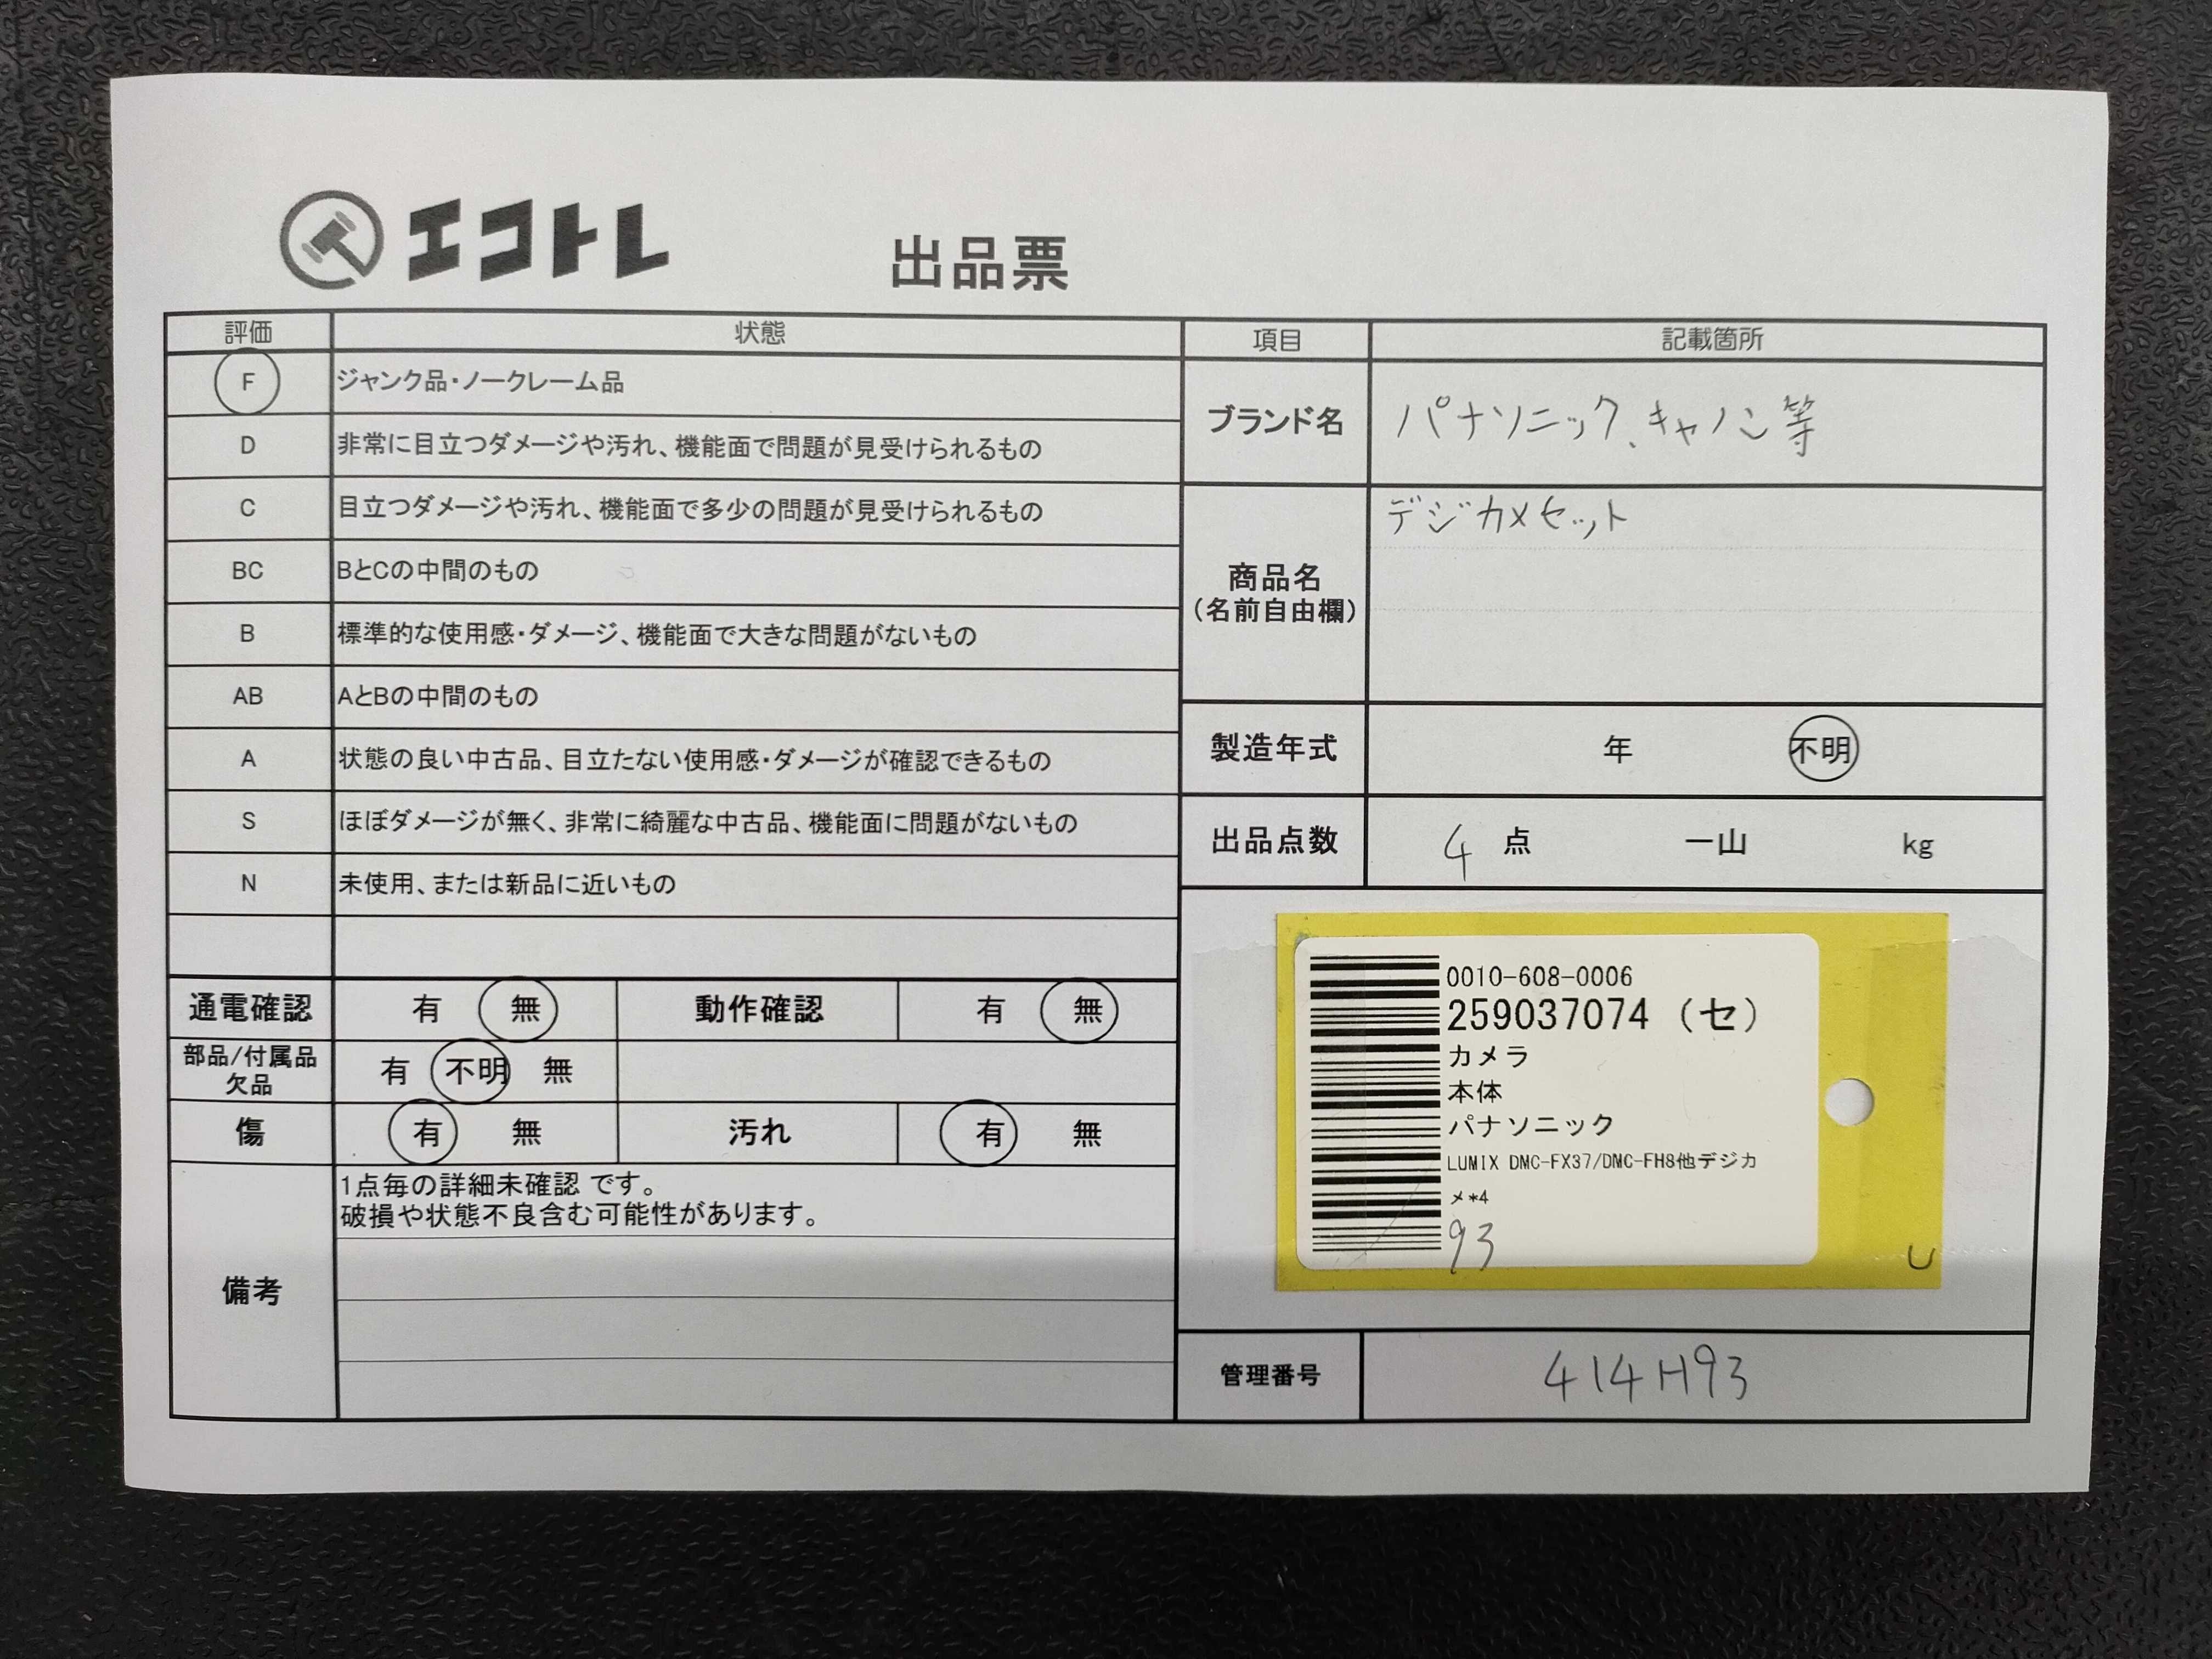 エコトレ
出品票
評価 状態
F ジャンク品・ノークレーム品
D 非常に目立つダメージや汚れ、機能面で問題が見受けられるもの
C 目立つダメージや汚れ、機能面で多少の問題が見受けられるもの
BC BとCの中間のもの
B 標準的な使用感・ダメージ、機能面で大きな問題がないもの
AB AとBの中間のもの
A 状態の良い中古品、目立たない使用感・ダメージが確認できるもの
S ほぼダメージが無く、非常に綺麗な中古品、機能面に問題がないもの
N 未使用、または新品に近いもの
通電確認 有 無 動作確認 有 無
部品/付属品
欠品
有 不明 無
傷 有 無 汚れ 有 無
備考
1点毎の詳細未確認 です。
破損や状態不良含む可能性があります。
項目 記載箇所
ブランド名 パナソニック、キャノン等
商品名
(名前自由欄)
デジカメセット
製造年式 年 不明
出品点数 4 点 一山 kg
0010-608-0006
259037074 (セ)
カメラ
本体
パナソニック
LUMIX DMC-FX37/DMC-FH8他デジカ
メ*4
93
U
管理番号 414H93